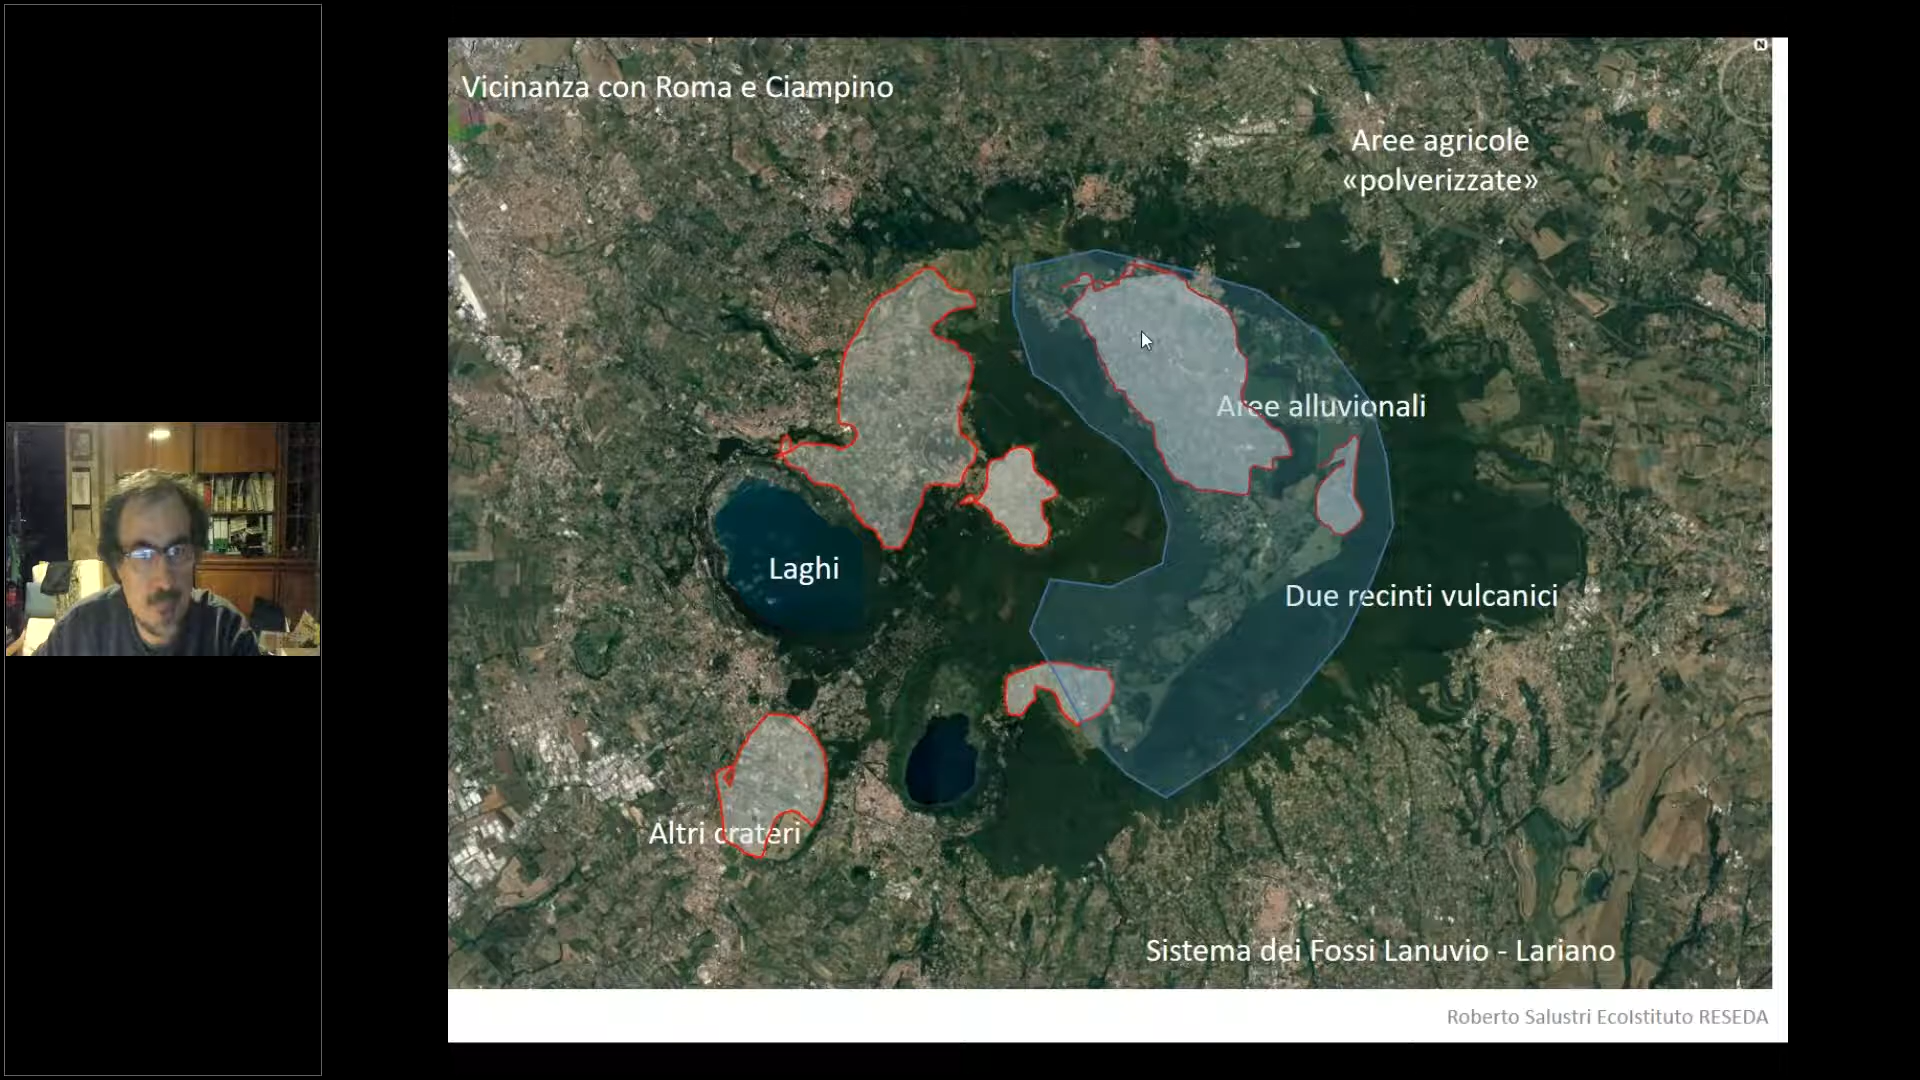 Vicinanza con Roma e Ciampino
Aree agricole
«polverizzate»
Aree alluvionali
Laghi
Due recinti vulcanici
Altri crateri
Sistema dei Fossi Lanuvio - Lariano
Roberto Salustri EcoIstituto RESEDA
N